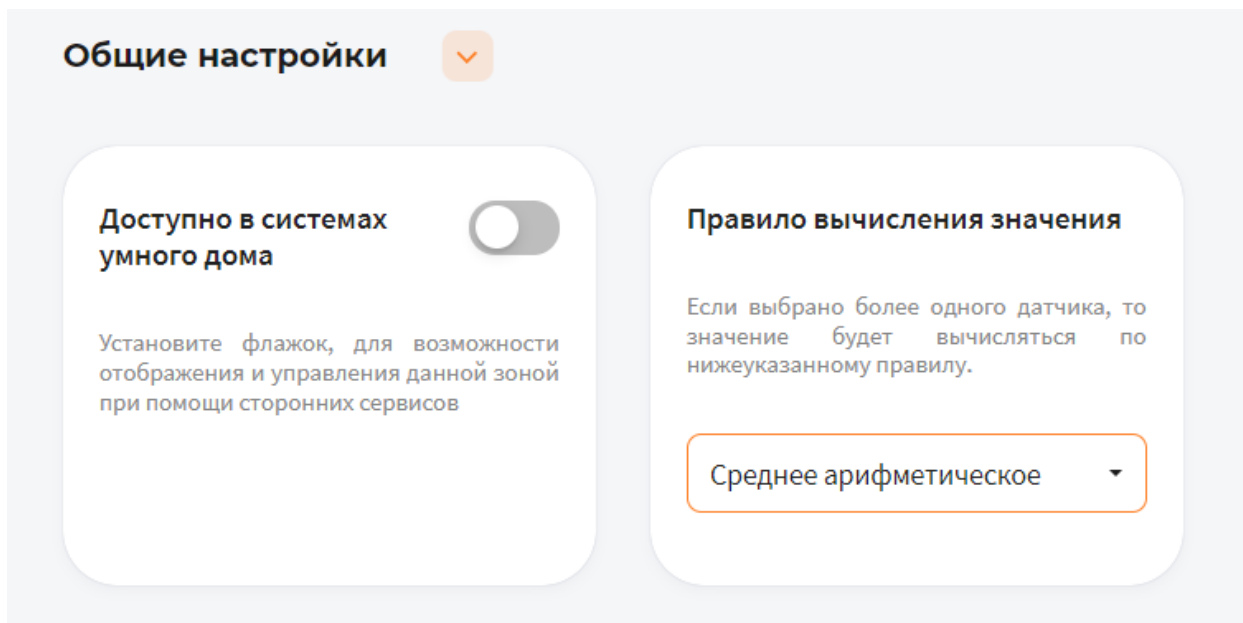 Общие настройки
Доступно в системах
умного дома
Установите флажок, для возможности
отображения и управления данной зоной
при помощи сторонних сервисов
Правило вычисления значения
Если выбрано более одного датчика, то
значение будет вычисляться по
нижеуказанному правилу.
Среднее арифметическое